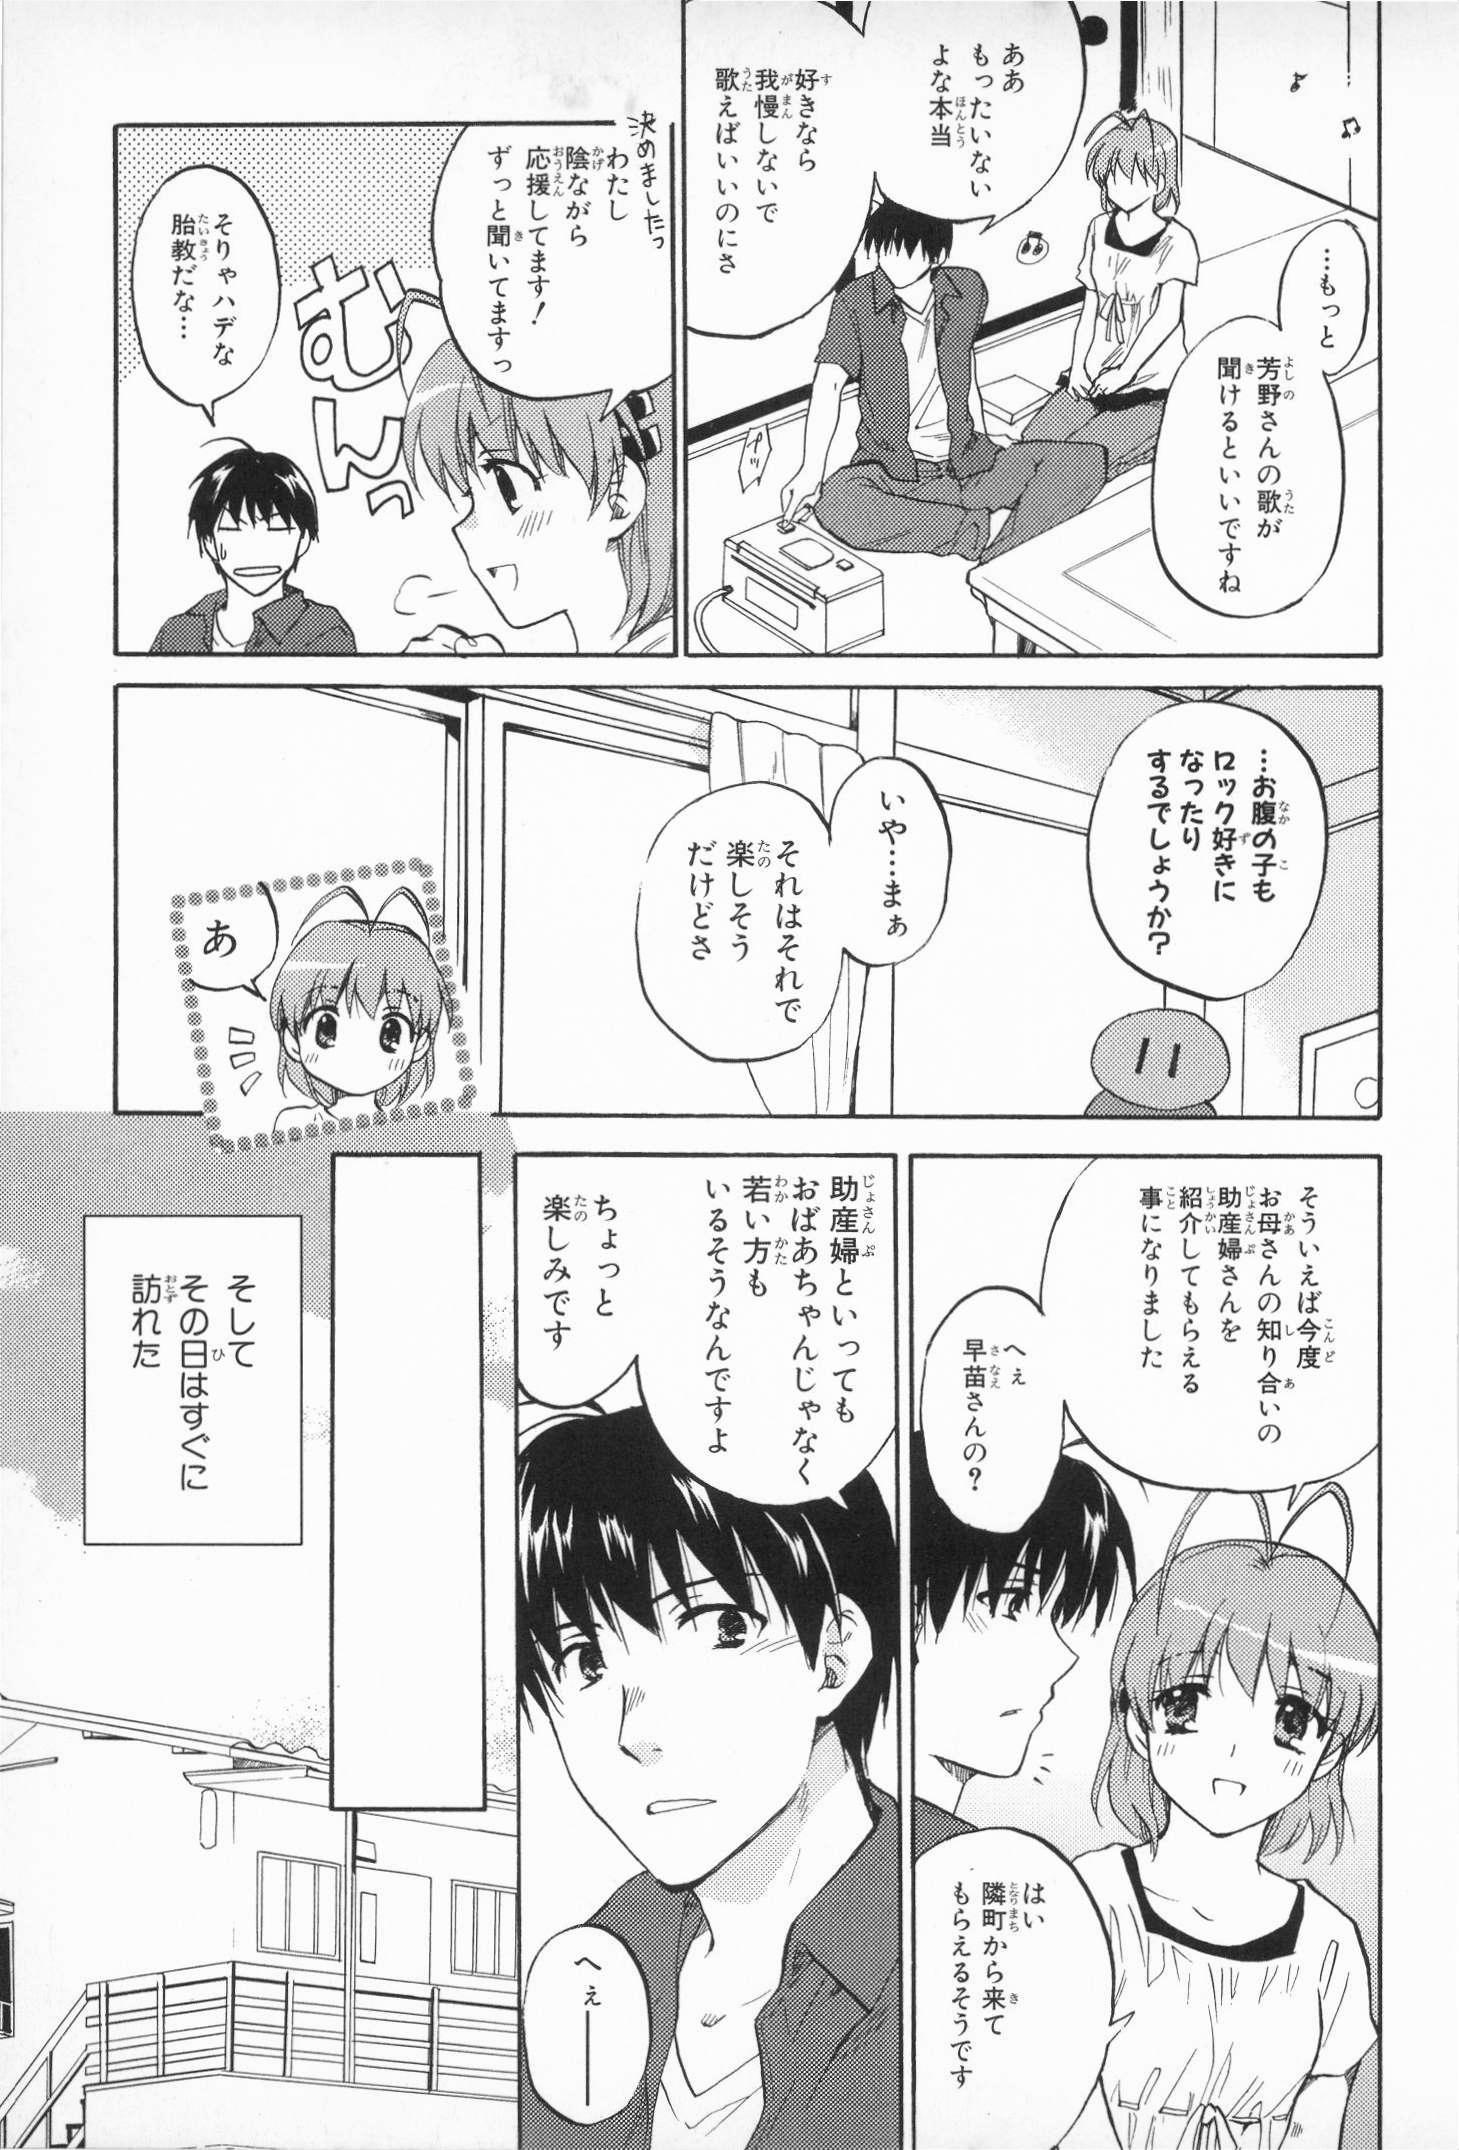 …もっと
芳野さんの歌が
聞けるといいですね
ああ
もったいない
よな本当
好きなら
我慢しないで
歌えばいいのにさ
決めましたっ
わたし
陰ながら
応援してます!
ずっと聞いてますっ
むんっ
そりゃハデな
胎教だな…
…お腹の子も
ロック好きに
なったり
するでしょうか?
いや…まぁ
それはそれで
楽しそう
だけどさ
あ
そういえば今度
お母さんの知り合いの
助産婦さんを
紹介してもらえる
事になりました
へぇ
早苗さんの?
はい
隣町から来て
もらえるそうです
助産婦といっても
おばあちゃんじゃなく
若い方も
いるそうなんですよ
ちょっと
楽しみです
へぇ――
そして
その日はすぐに
訪れた